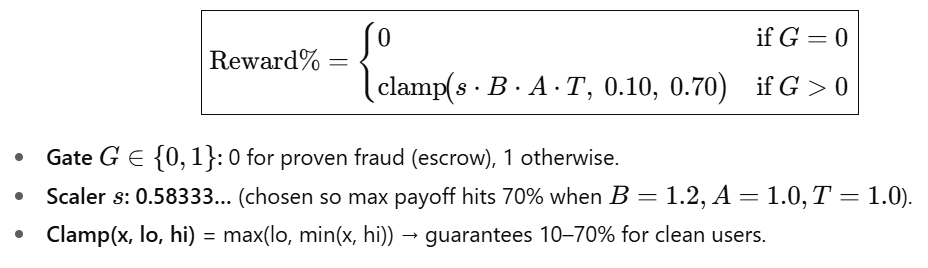 Reward% = { 0 if G = 0
clamp(s · B · A · T, 0.10, 0.70) if G > 0
• Gate G ∈ {0, 1}: 0 for proven fraud (escrow), 1 otherwise.
• Scaler s: 0.58333... (chosen so max payoff hits 70% when B = 1.2, A = 1.0, T = 1.0).
• Clamp(x, lo, hi) = max(lo, min(x, hi)) → guarantees 10–70% for clean users.